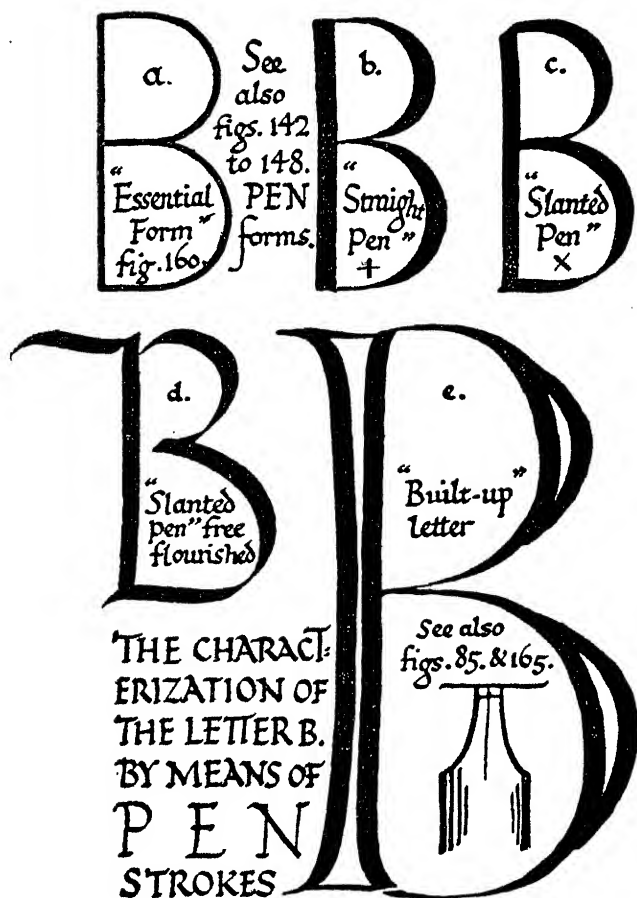 a.
"Essential
Form"
fig. 160.
See
also
figs. 142
to 148.
PEN
forms.
b.
"Straight
Pen"
+
c.
"Slanted
Pen"
×
d.
"Slanted
pen" free
flourished
e.
"Built-up"
letter
See also
figs. 85. & 165.
THE CHARACT=
ERIZATION OF
THE LETTER B.
BY MEANS OF
PEN
STROKES